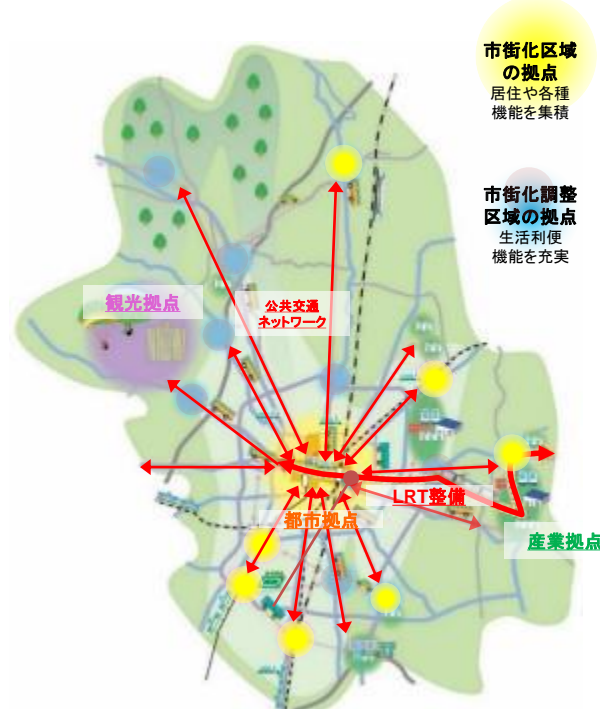 市街化区域
の拠点
居住や各種
機能を集積
市街化調整
区域の拠点
生活利便
機能を充実
観光拠点
公共交通
ネットワーク
LRT整備
都市拠点
産業拠点